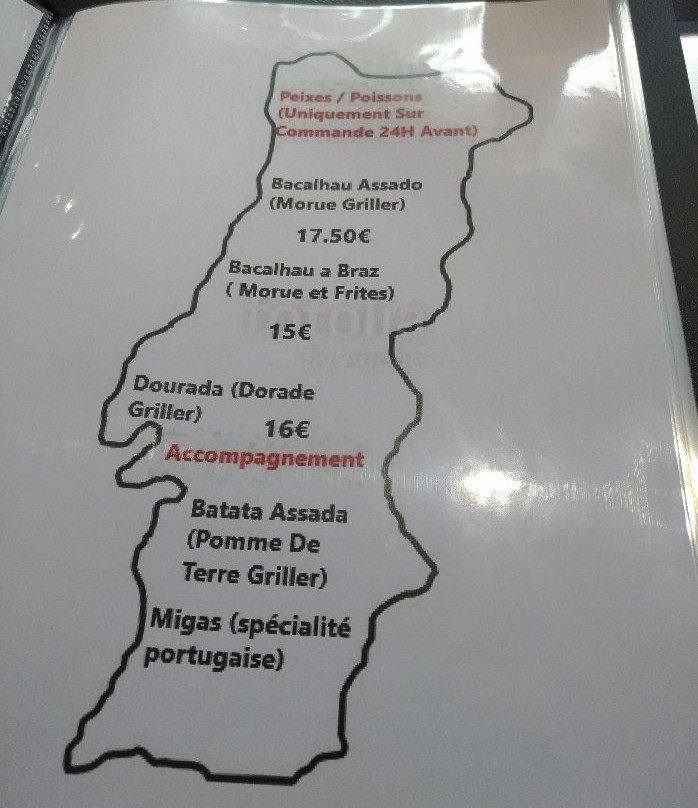 Peixes / Poissons
(Uniquement Sur
Commande 24H Avant)
Bacalhau Assado
(Morue Griller)
17.50€
Bacalhau a Braz
( Morue et Frites)
fotolia
15€
Dourada (Dorade
Griller)
16€
Accompagnement
Batata Assada
(Pomme De
Terre Griller)
Migas (spécialité
portugaise)